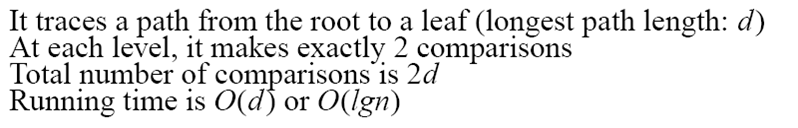 It traces a path from the root to a leaf (longest path length: d)
At each level, it makes exactly 2 comparisons
Total number of comparisons is 2d
Running time is O(d) or O(lgn)